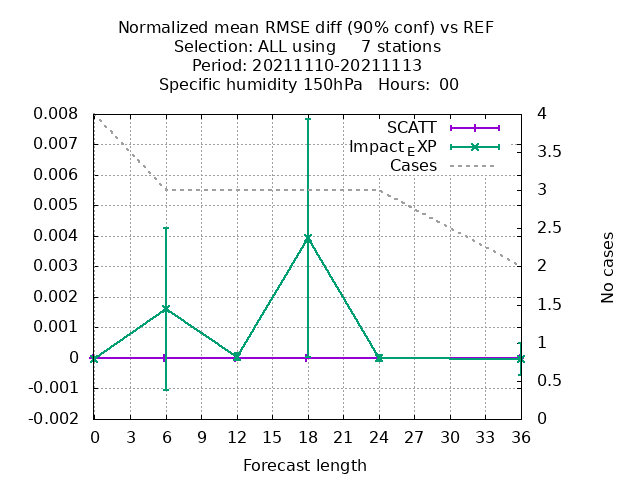 Normalized mean RMSE diff (90% conf) vs REF
Selection: ALL using 7 stations
Period: 20211110-20211113
Specific humidity 150hPa Hours: 00
SCATT
Impact_EXP
Cases
0.008
0.007
0.006
0.005
0.004
0.003
0.002
0.001
0
-0.001
-0.002
4
3.5
3
2.5
2
1.5
1
0.5
0
No cases
0 3 6 9 12 15 18 21 24 27 30 33 36
Forecast length